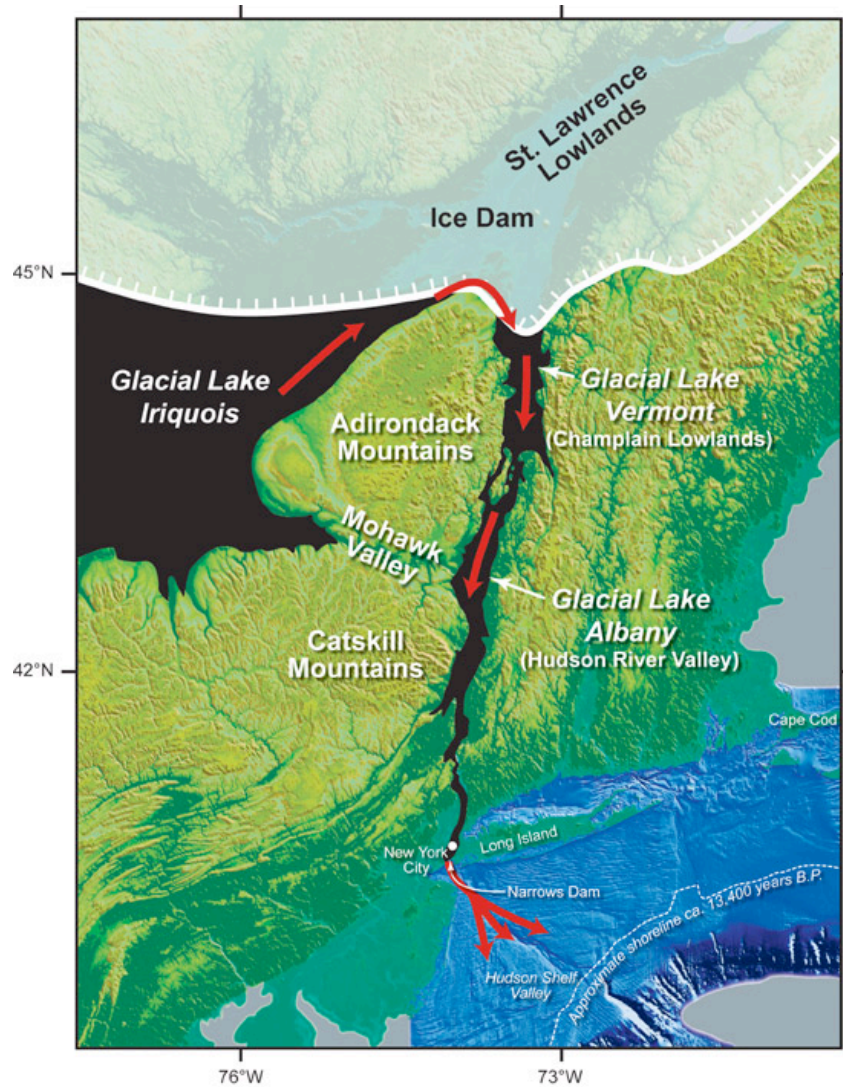 St. Lawrence
Lowlands
Ice Dam
45°N
Glacial Lake
Iriquois
Glacial Lake
Vermont
(Champlain Lowlands)
Adirondack
Mountains
Mohawk
Valley
Glacial Lake
Albany
(Hudson River Valley)
Catskill
Mountains
42°N
Cape Cod
New York
City
Long Island
Narrows Dam
Approximate shoreline ca. 13,400 years B.P.
Hudson Shelf
Valley
76°W
73°W